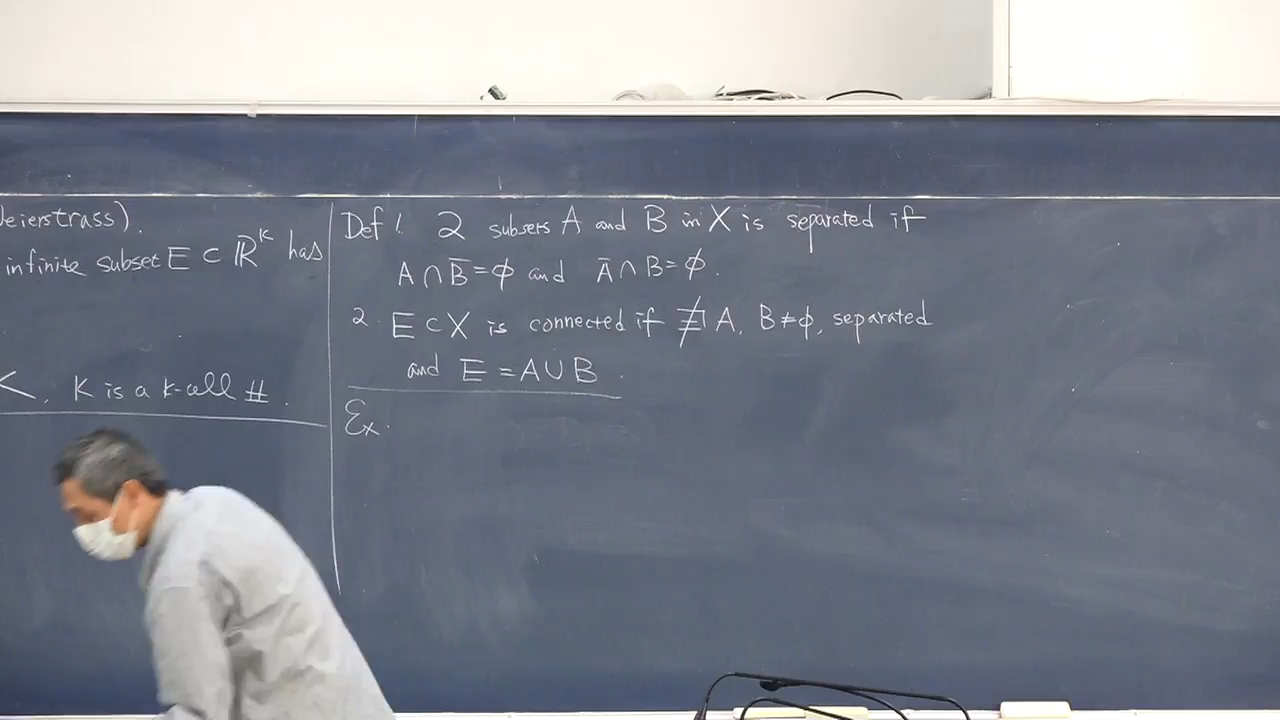 eierstrass).
infinite subset E ⊂ ℝᵏ has
K is a k-cell #.
Def 1. 2 subsets A and B in X is separated if
A ∩ B̅ = ϕ and A̅ ∩ B = ϕ.
2. E ⊂ X is connected if ∄ A, B ≠ ϕ, separated
and E = A ∪ B.
Ex.